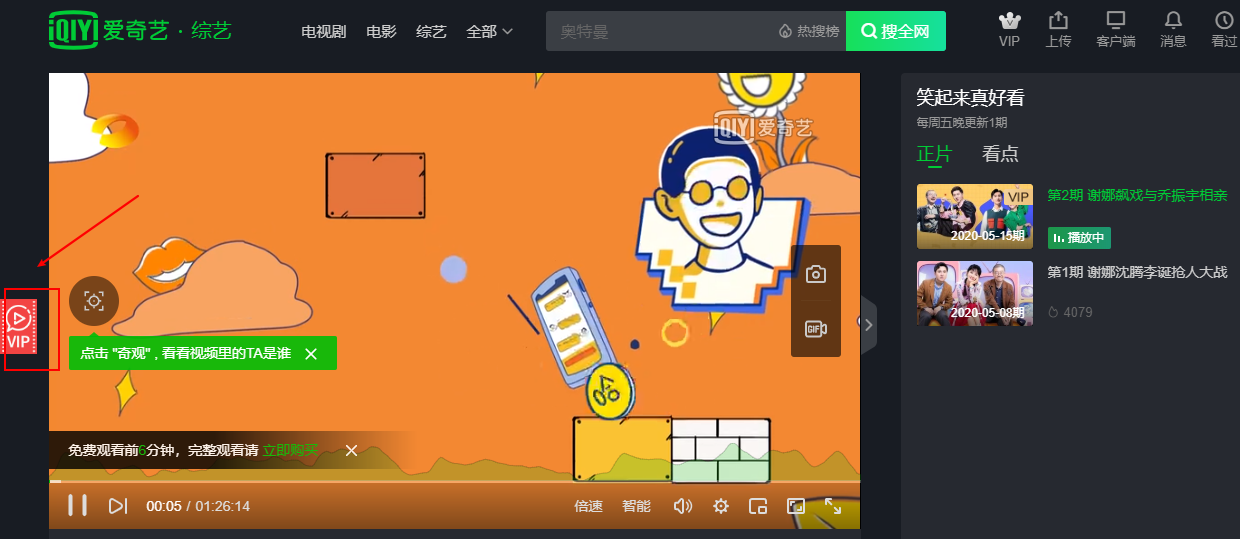 iQIYI 爱奇艺 · 综艺
电视剧 电影 综艺 全部
奥特曼 热搜榜 搜全网
VIP 上传 客户端 消息 看过
iQIYI 爱奇艺
VIP
GIF
点击 "奇观" , 看看视频里的TA是谁
免费观看前6分钟，完整观看请 立即购买
00:05 / 01:26:14
倍速 智能
笑起来真好看
每周五晚更新1期
正片 看点
VIP
2020-05-15期
第2期 谢娜飙戏与乔振宇相亲
播放中
2020-05-08期
第1期 谢娜沈腾李诞抢人大战
4079